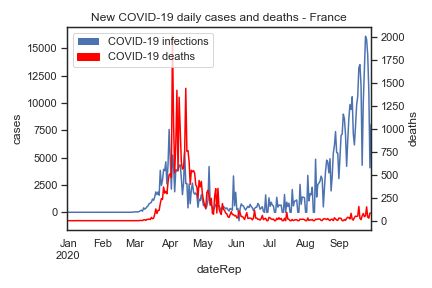 New COVID-19 daily cases and deaths - France
COVID-19 infections
COVID-19 deaths
15000
12500
10000
7500
5000
2500
0
cases
2000
1750
1500
1250
1000
750
500
250
0
deaths
Jan Feb Mar Apr May Jun Jul Aug Sep
2020
dateRep